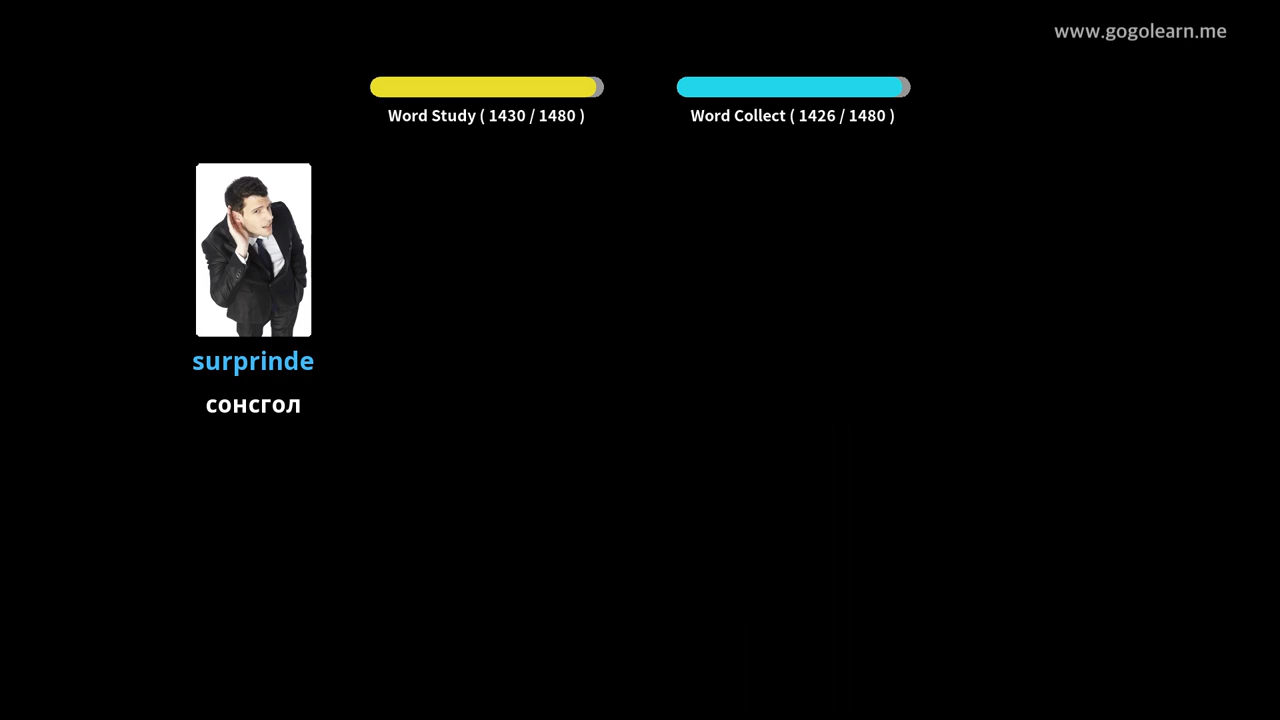 www.gogolearn.me
Word Study ( 1430 / 1480 )
Word Collect ( 1426 / 1480 )
surprinde
сонсгол